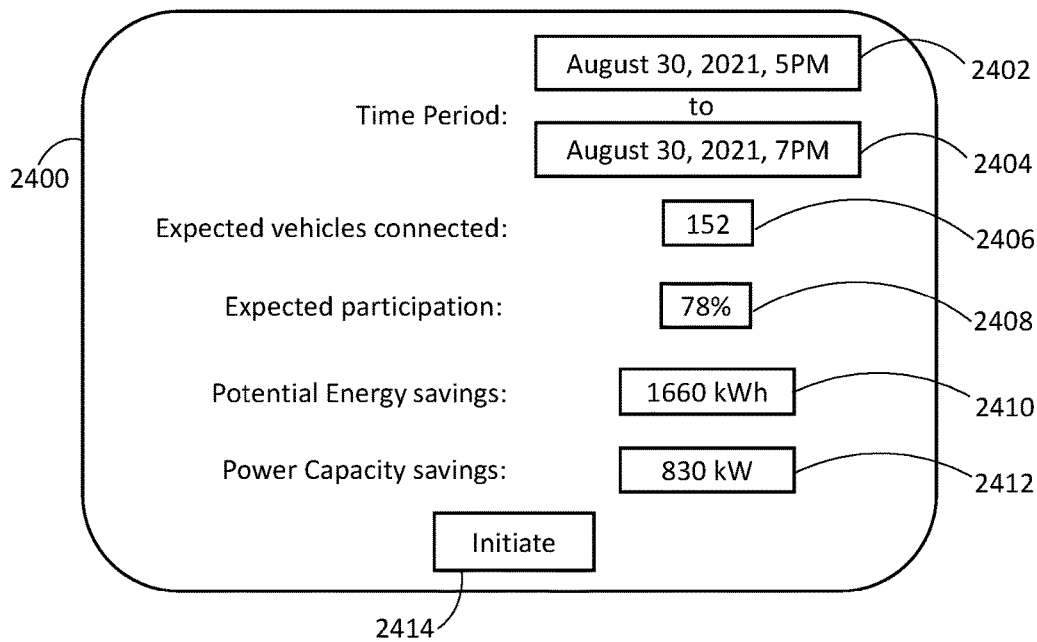 August 30, 2021, 5PM
2402
Time Period:
to
August 30, 2021, 7PM
2404
2400
Expected vehicles connected:
152
2406
Expected participation:
78%
2408
Potential Energy savings:
1660 kWh
2410
Power Capacity savings:
830 kW
2412
Initiate
2414